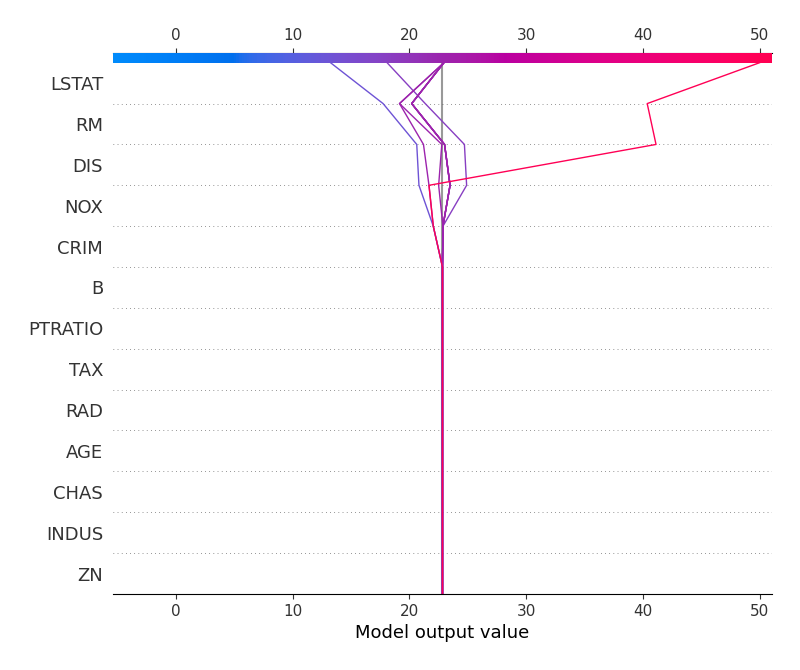 0 10 20 30 40 50
LSTAT
RM
DIS
NOX
CRIM
B
PTRATIO
TAX
RAD
AGE
CHAS
INDUS
ZN
0 10 20 30 40 50
Model output value